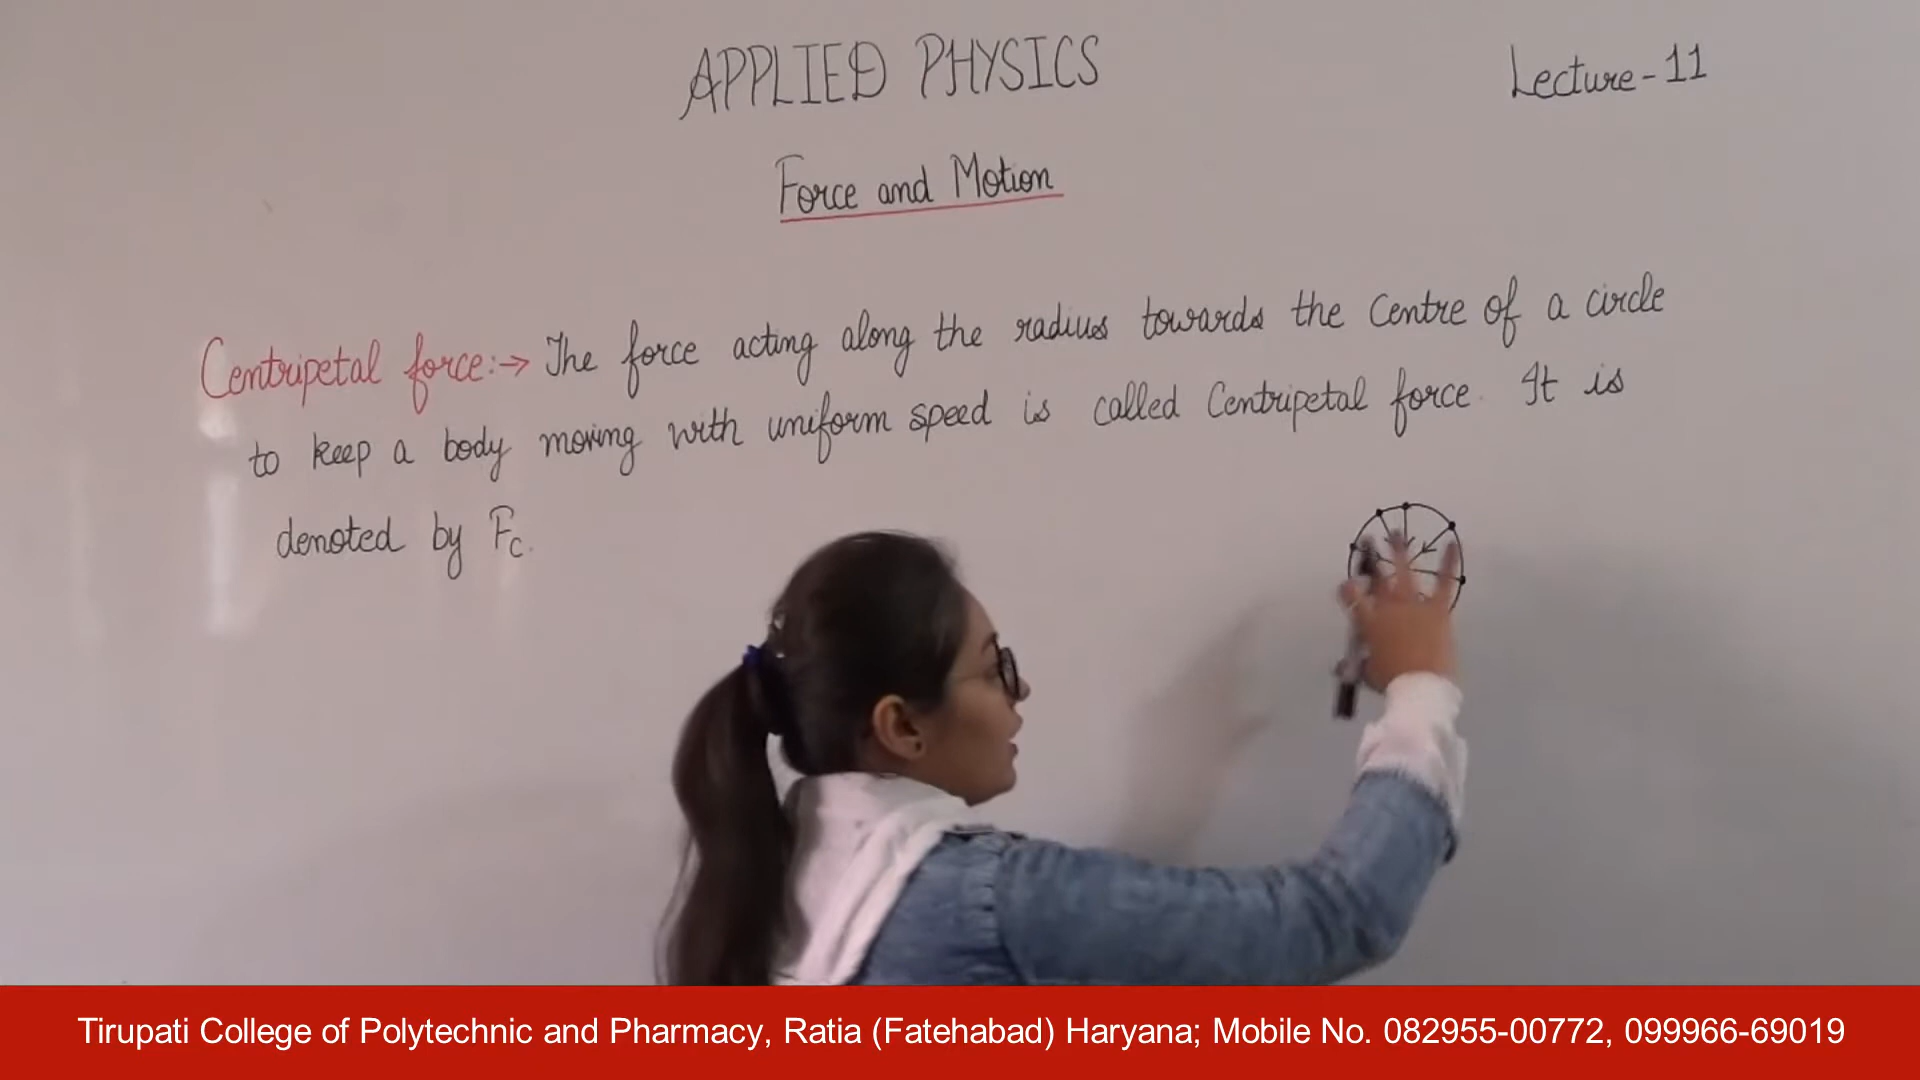 APPLIED PHYSICS
Lecture-11
Force and Motion
Centripetal force:→ The force acting along the radius towards the Centre of a circle
to keep a body moving with uniform speed is called Centripetal force. It is
denoted by Fc.
Tirupati College of Polytechnic and Pharmacy, Ratia (Fatehabad) Haryana; Mobile No. 082955-00772, 099966-69019